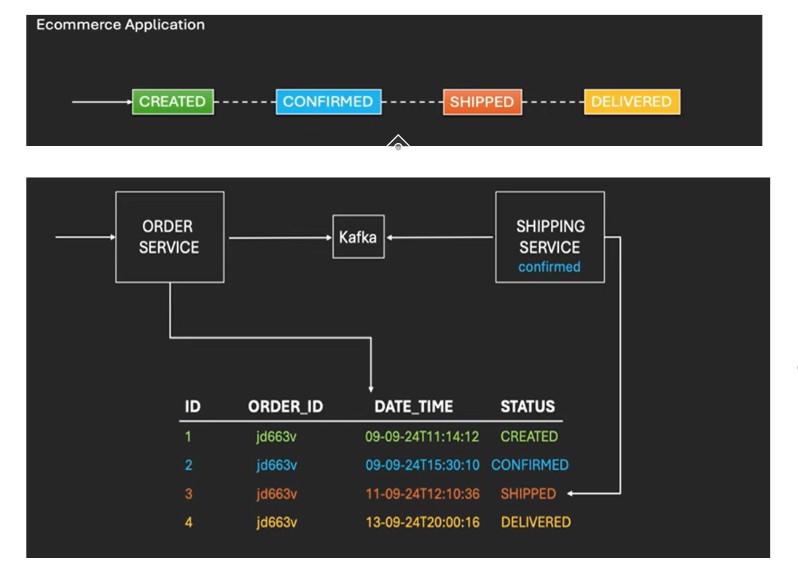 Ecommerce Application
CREATED CONFIRMED SHIPPED DELIVERED
ORDER
SERVICE
Kafka
SHIPPING
SERVICE
confirmed
ID ORDER_ID DATE_TIME STATUS
1 jd663v 09-09-24T11:14:12 CREATED
2 jd663v 09-09-24T15:30:10 CONFIRMED
3 jd663v 11-09-24T12:10:36 SHIPPED
4 jd663v 13-09-24T20:00:16 DELIVERED